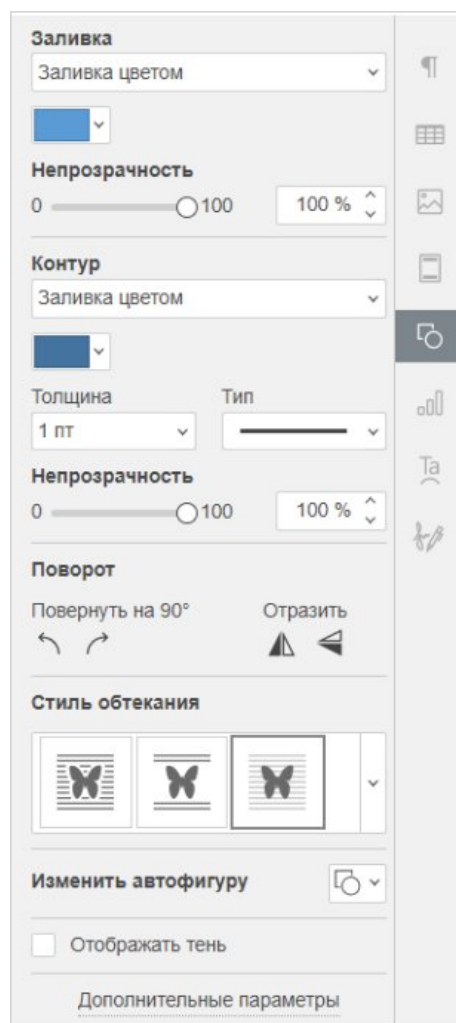 Заливка
Заливка цветом
Непрозрачность
0 100 100 %
Контур
Заливка цветом
Толщина Тип
1 пт
Непрозрачность
0 100 100 %
Поворот
Повернуть на 90° Отразить
Стиль обтекания
Изменить автофигуру
Отображать тень
Дополнительные параметры
Ta